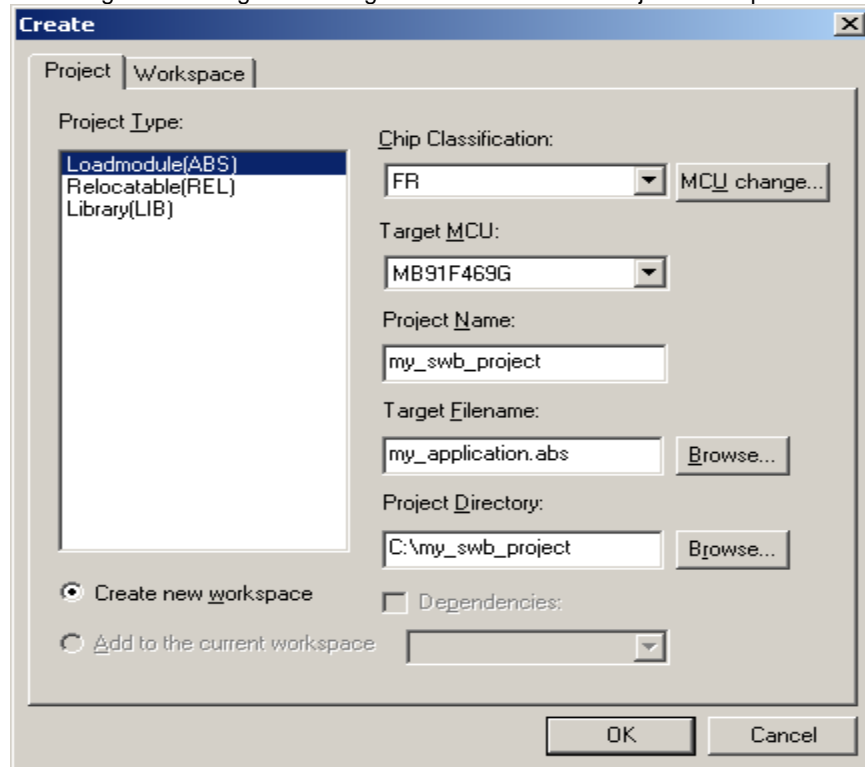 Create
Project
Workspace
Project Type:
Loadmodule(ABS)
Relocatable(REL)
Library(LIB)
Create new workspace
Add to the current workspace
Chip Classification:
FR
MCU change...
Target MCU:
MB91F469G
Project Name:
my_swb_project
Target Filename:
my_application.abs
Browse...
Project Directory:
C:\my_swb_project
Browse...
Dependencies:
OK
Cancel